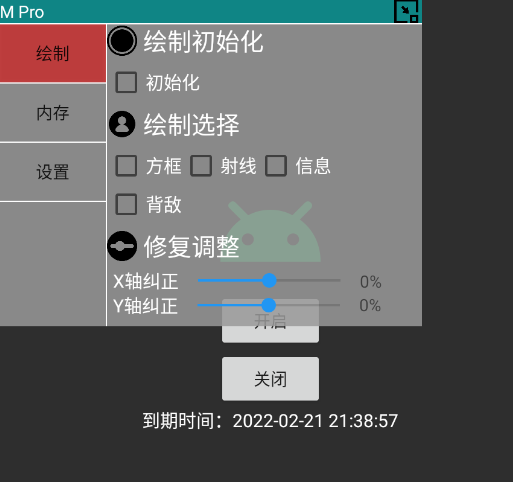 M Pro
绘制
内存
设置
绘制初始化
初始化
绘制选择
方框 射线 信息
背敌
修复调整
X轴纠正 0%
Y轴纠正 0%
开启
关闭
到期时间：2022-02-21 21:38:57